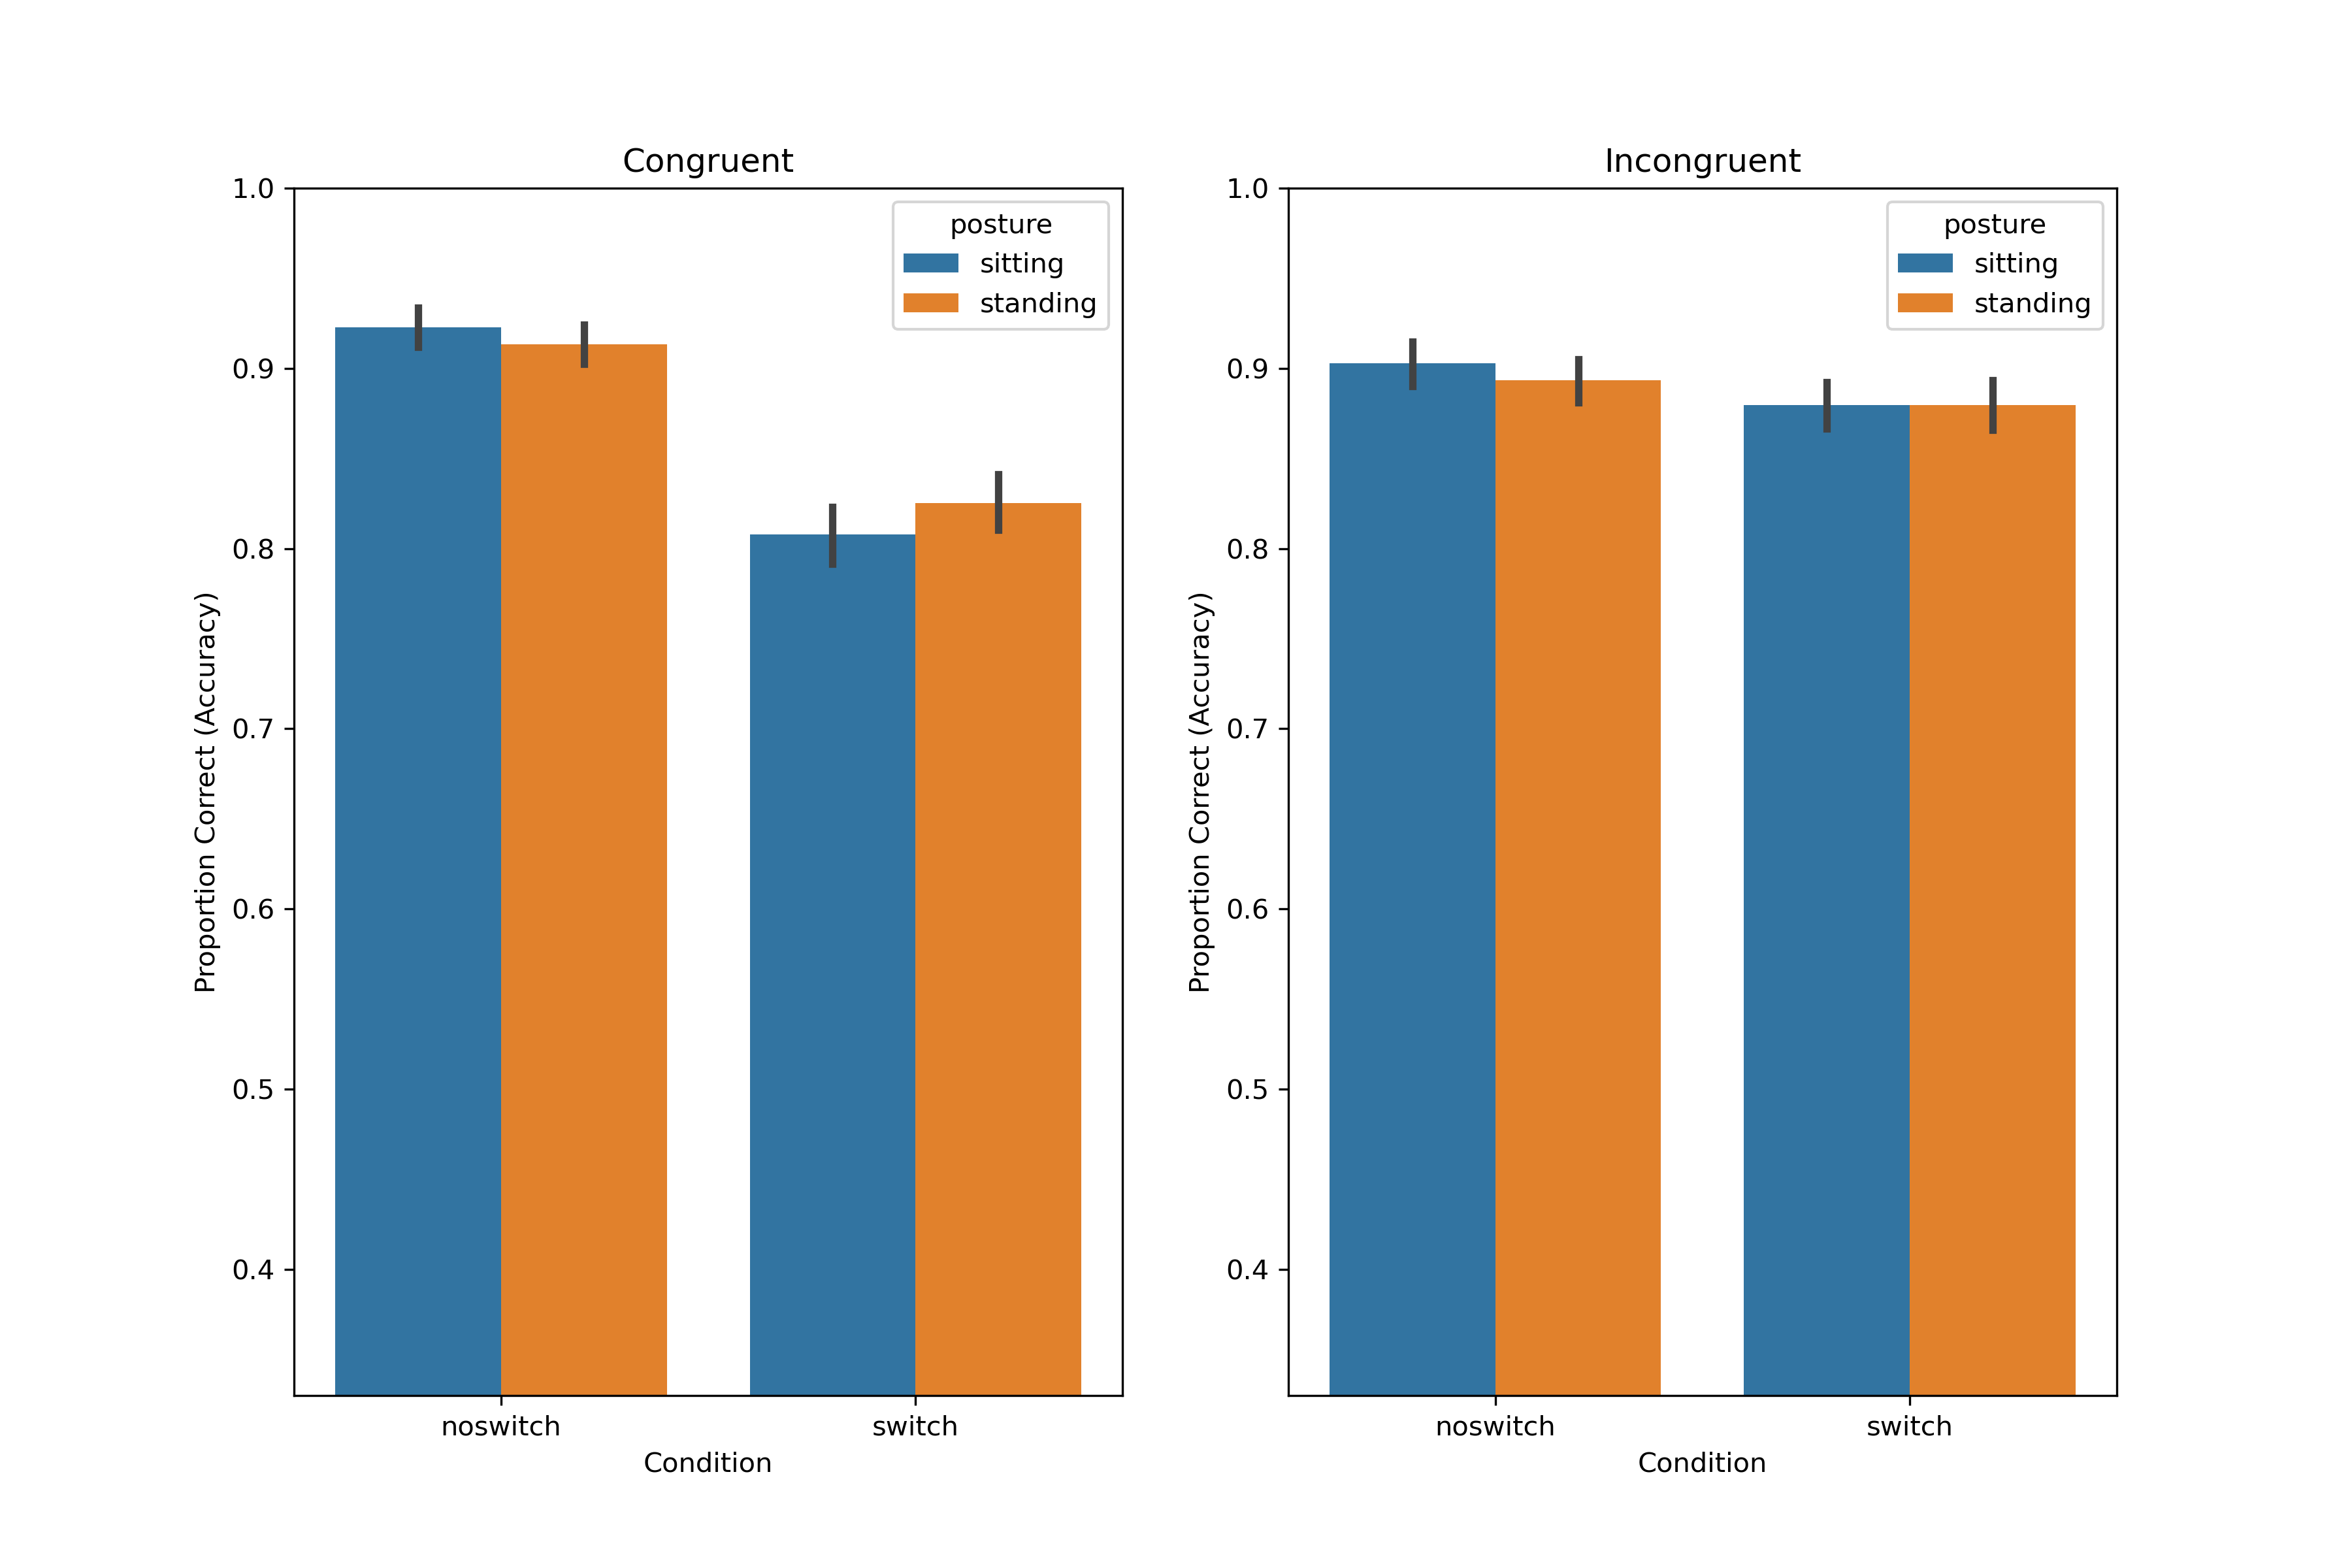 Congruent
1.0
0.9
0.8
0.7
0.6
0.5
0.4
Proportion Correct (Accuracy)
posture
sitting
standing
noswitch
switch
Condition
Incongruent
1.0
0.9
0.8
0.7
0.6
0.5
0.4
Proportion Correct (Accuracy)
posture
sitting
standing
noswitch
switch
Condition